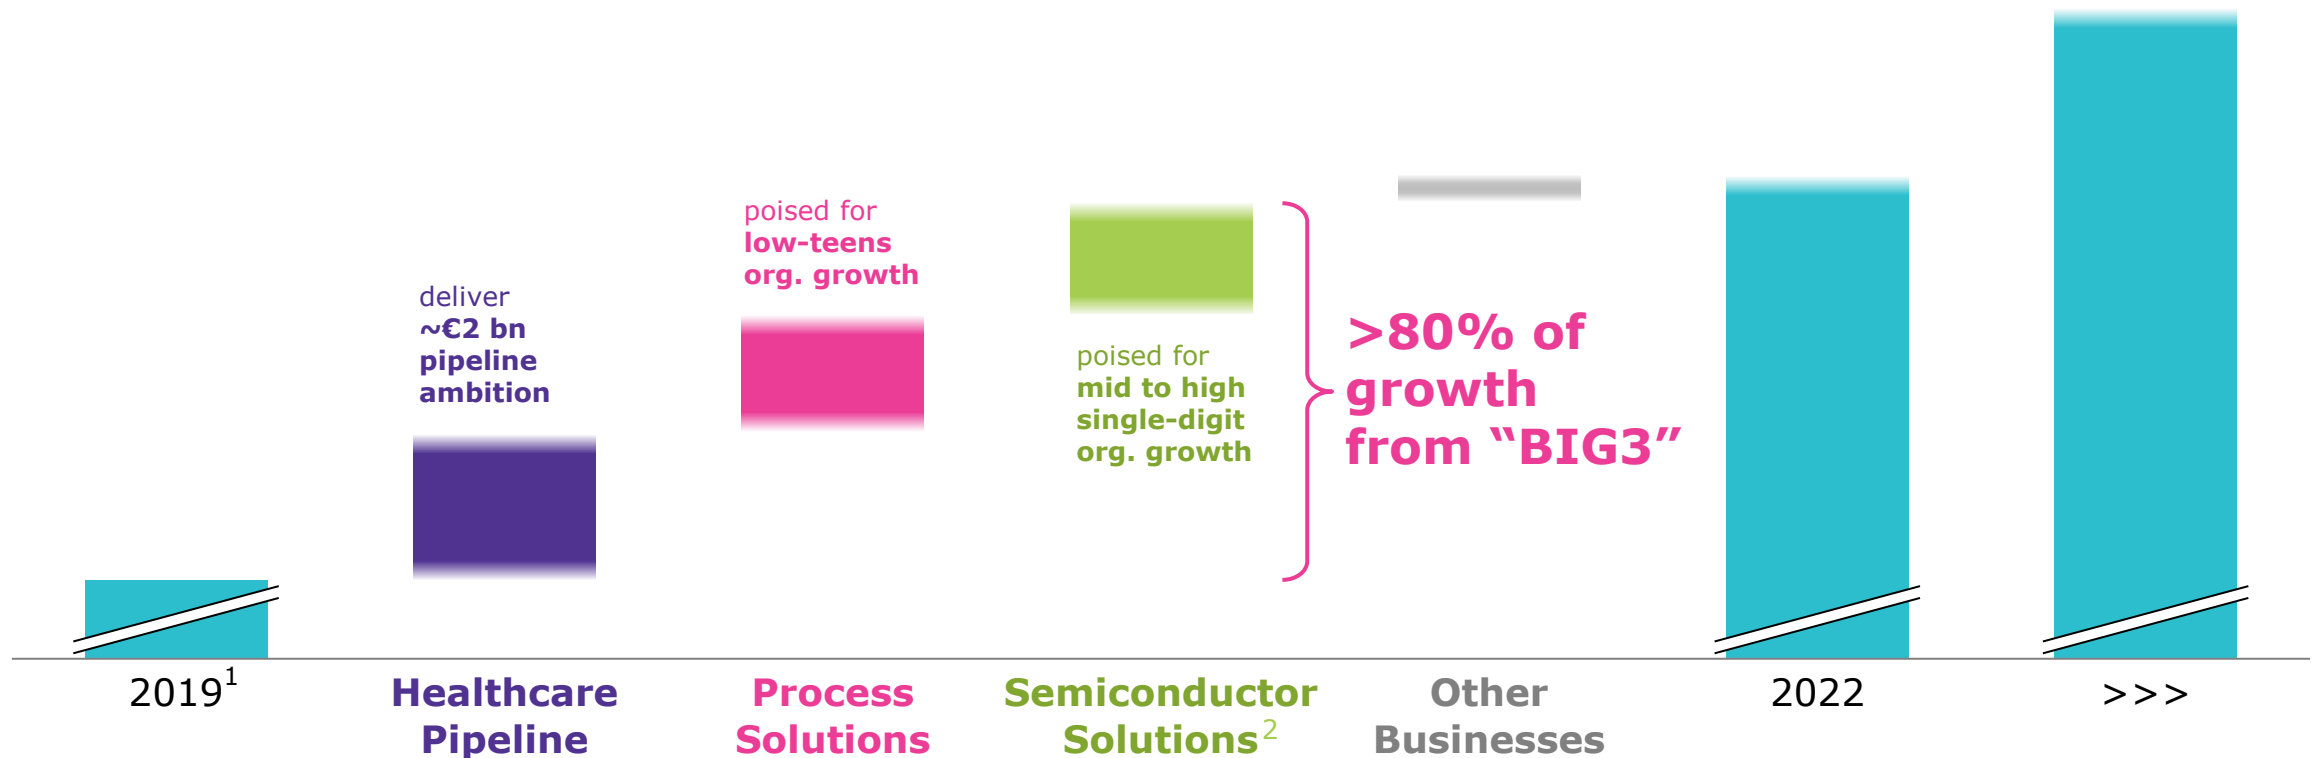 deliver
~€2 bn
pipeline
ambition
poised for
low-teens
org. growth
poised for
mid to high
single-digit
org. growth
>80% of
growth
from “BIG3”
2019¹
Healthcare
Pipeline
Process
Solutions
Semiconductor
Solutions²
Other
Businesses
2022
>>>